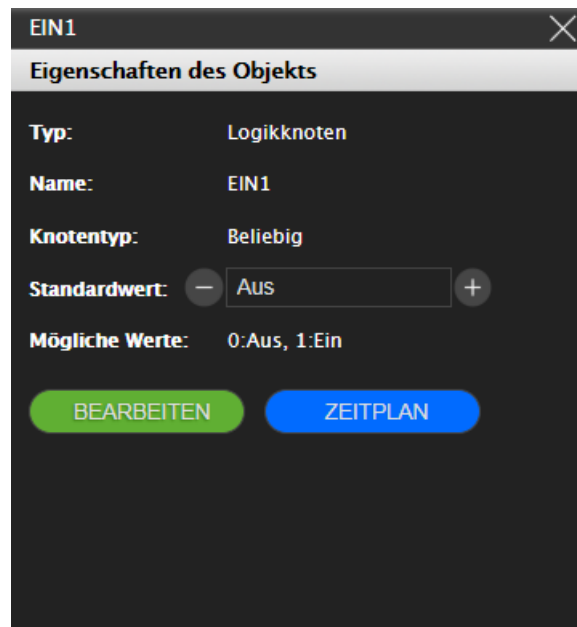 EIN1
Eigenschaften des Objekts
Typ: Logikknoten
Name: EIN1
Knotentyp: Beliebig
Standardwert: − Aus +
Mögliche Werte: 0:Aus, 1:Ein
BEARBEITEN ZEITPLAN